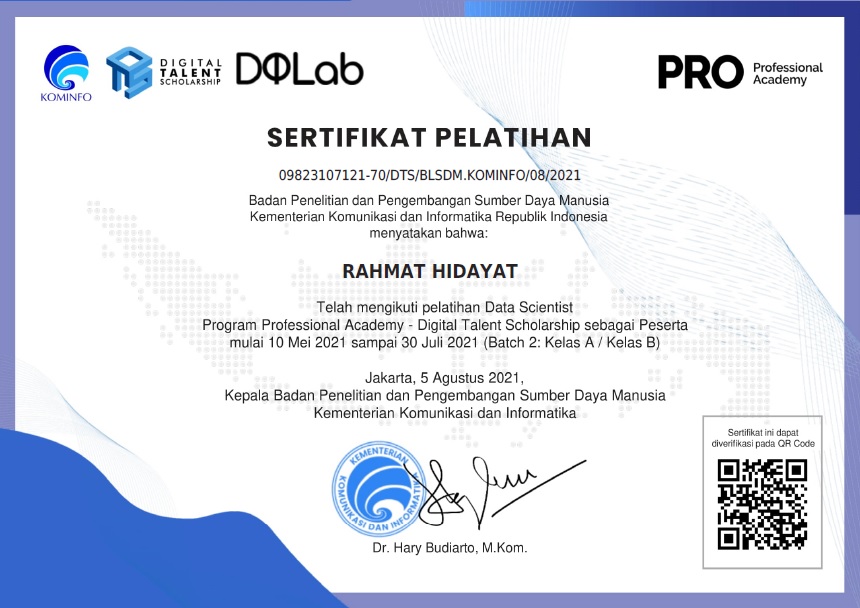 KOMINFO
DIGITAL
TALENT
SCHOLARSHIP
DQLab
PRO
Professional
Academy
SERTIFIKAT PELATIHAN
09823107121-70/DTS/BLSDM.KOMINFO/08/2021
Badan Penelitian dan Pengembangan Sumber Daya Manusia
Kementerian Komunikasi dan Informatika Republik Indonesia
menyatakan bahwa:
RAHMAT HIDAYAT
Telah mengikuti pelatihan Data Scientist
Program Professional Academy - Digital Talent Scholarship sebagai Peserta
mulai 10 Mei 2021 sampai 30 Juli 2021 (Batch 2: Kelas A / Kelas B)
Jakarta, 5 Agustus 2021,
Kepala Badan Penelitian dan Pengembangan Sumber Daya Manusia
Kementerian Komunikasi dan Informatika
KEMENTERIAN
KOMUNIKASI DAN INFORMATIKA
Dr. Hary Budiarto, M.Kom.
Sertifikat ini dapat
diverifikasi pada QR Code